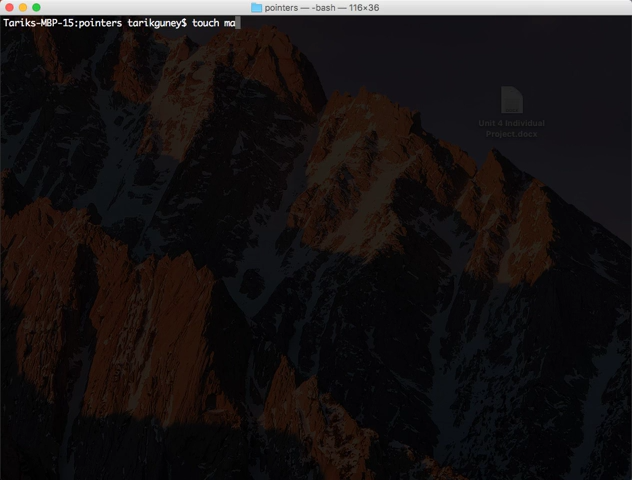 pointers — -bash — 116×36
Tariks-MBP-15:pointers tarikguney$ touch ma
Unit 4 Individual
Project.docx